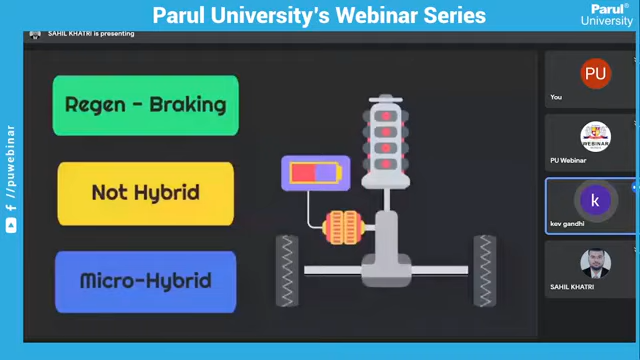 Parul University's Webinar Series
Parul®
University
SAHIL KHATRI is presenting
Regen - Braking
Not Hybrid
Micro-Hybrid
PU
You
WEBINAR
PU Webinar
k
kev gandhi
SAHIL KHATRI
f //puwebinar